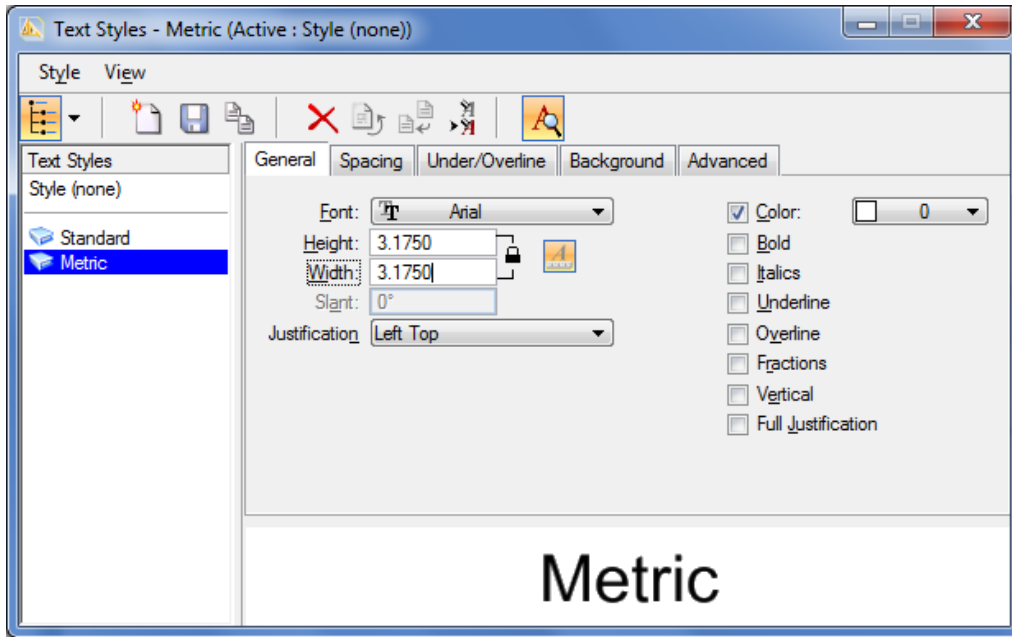 Text Styles - Metric (Active : Style (none))
Style View
Text Styles
Style (none)
Standard
Metric
General Spacing Under/Overline Background Advanced
Font: Arial
Height: 3.1750
Width: 3.1750
Slant: 0°
Justification Left Top
Color: 0
Bold
Italics
Underline
Overline
Fractions
Vertical
Full Justification
Metric